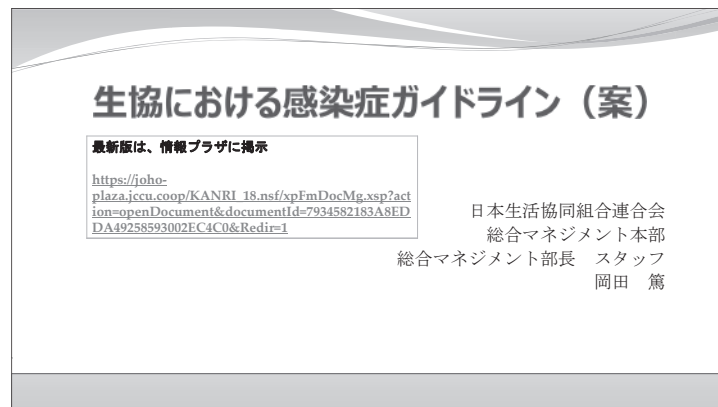 生協における感染症ガイドライン（案）
最新版は、情報プラザに掲示
https://joho-
plaza.jccu.coop/KANRI_18.nsf/xpFmDocMg.xsp?act
ion=openDocument&documentId=7934582183A8ED
DA49258593002EC4C0&Redir=1
日本生活協同組合連合会
総合マネジメント本部
総合マネジメント部長　スタッフ
岡田　篤